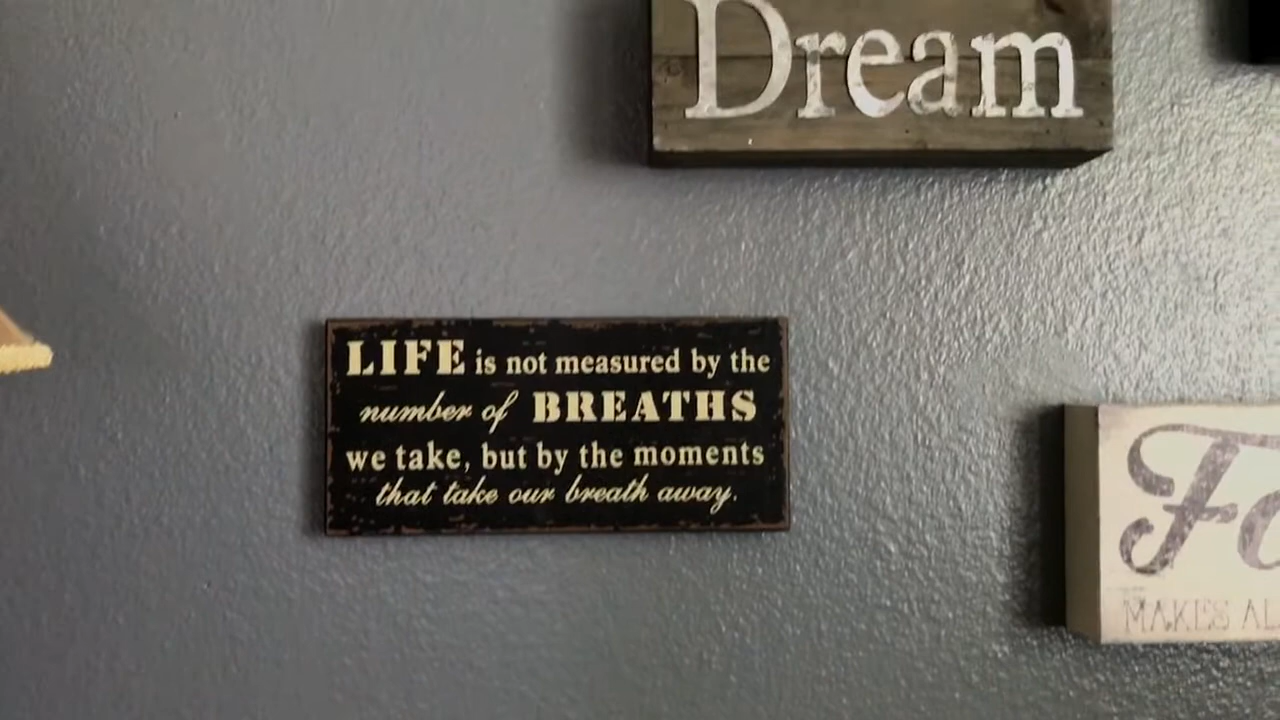 Dream
LIFE is not measured by the
number of BREATHS
we take, but by the moments
that take our breath away.
MAKES